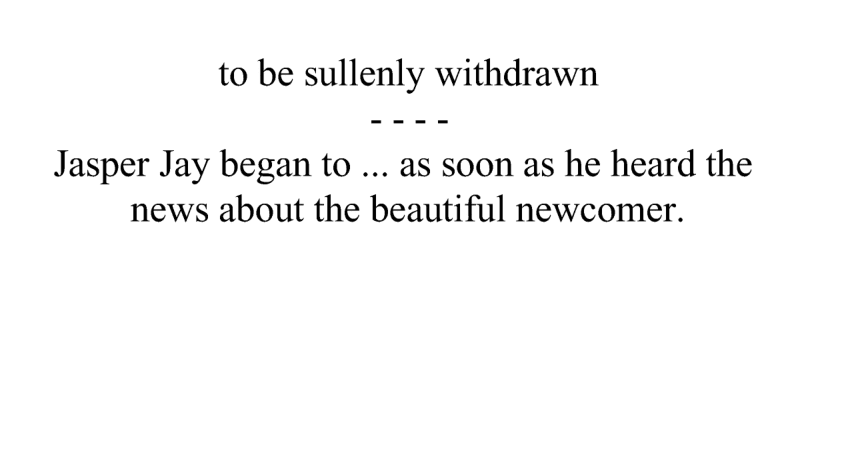 to be sullenly withdrawn
- - - -
Jasper Jay began to ... as soon as he heard the
news about the beautiful newcomer.